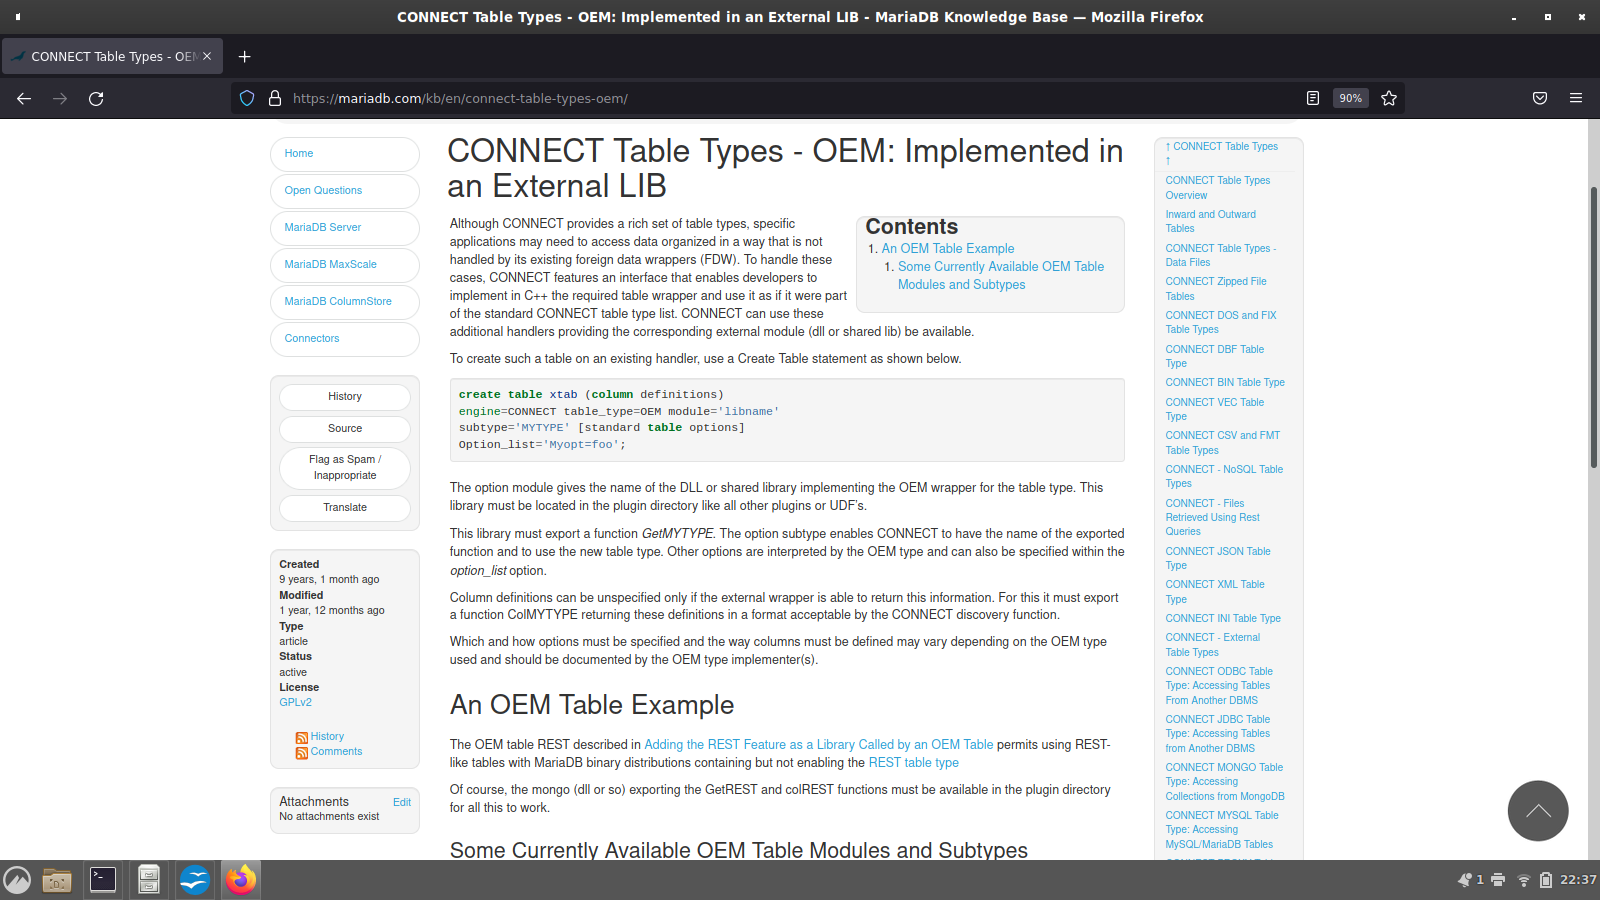 CONNECT Table Types - OEM: Implemented in an External LIB - MariaDB Knowledge Base — Mozilla Firefox
CONNECT Table Types - OEM
https://mariadb.com/kb/en/connect-table-types-oem/
90%
Home
Open Questions
MariaDB Server
MariaDB MaxScale
MariaDB ColumnStore
Connectors
History
Source
Flag as Spam /
Inappropriate
Translate
Created
9 years, 1 month ago
Modified
1 year, 12 months ago
Type
article
Status
active
License
GPLv2
History
Comments
Attachments
Edit
No attachments exist
CONNECT Table Types - OEM: Implemented in
an External LIB
Although CONNECT provides a rich set of table types, specific
applications may need to access data organized in a way that is not
handled by its existing foreign data wrappers (FDW). To handle these
cases, CONNECT features an interface that enables developers to
implement in C++ the required table wrapper and use it as if it were part
of the standard CONNECT table type list. CONNECT can use these
additional handlers providing the corresponding external module (dll or shared lib) be available.
Contents
1. An OEM Table Example
1. Some Currently Available OEM Table
Modules and Subtypes
To create such a table on an existing handler, use a Create Table statement as shown below.
create table xtab (column definitions)
engine=CONNECT table_type=OEM module='libname'
subtype='MYTYPE' [standard table options]
Option_list='Myopt=foo';
The option module gives the name of the DLL or shared library implementing the OEM wrapper for the table type. This
library must be located in the plugin directory like all other plugins or UDF's.
This library must export a function GetMYTYPE. The option subtype enables CONNECT to have the name of the exported
function and to use the new table type. Other options are interpreted by the OEM type and can also be specified within the
option_list option.
Column definitions can be unspecified only if the external wrapper is able to return this information. For this it must export
a function ColMYTYPE returning these definitions in a format acceptable by the CONNECT discovery function.
Which and how options must be specified and the way columns must be defined may vary depending on the OEM type
used and should be documented by the OEM type implementer(s).
An OEM Table Example
The OEM table REST described in Adding the REST Feature as a Library Called by an OEM Table permits using REST-
like tables with MariaDB binary distributions containing but not enabling the REST table type
Of course, the mongo (dll or so) exporting the GetREST and colREST functions must be available in the plugin directory
for all this to work.
Some Currently Available OEM Table Modules and Subtypes
↑ CONNECT Table Types
↑
CONNECT Table Types
Overview
Inward and Outward
Tables
CONNECT Table Types -
Data Files
CONNECT Zipped File
Tables
CONNECT DOS and FIX
Table Types
CONNECT DBF Table
Type
CONNECT BIN Table Type
CONNECT VEC Table
Type
CONNECT CSV and FMT
Table Types
CONNECT - NoSQL Table
Types
CONNECT - Files
Retrieved Using Rest
Queries
CONNECT JSON Table
Type
CONNECT XML Table
Type
CONNECT INI Table Type
CONNECT - External
Table Types
CONNECT ODBC Table
Type: Accessing Tables
From Another DBMS
CONNECT JDBC Table
Type: Accessing Tables
from Another DBMS
CONNECT MONGO Table
Type: Accessing
Collections from MongoDB
CONNECT MYSQL Table
Type: Accessing
MySQL/MariaDB Tables
1
22:37